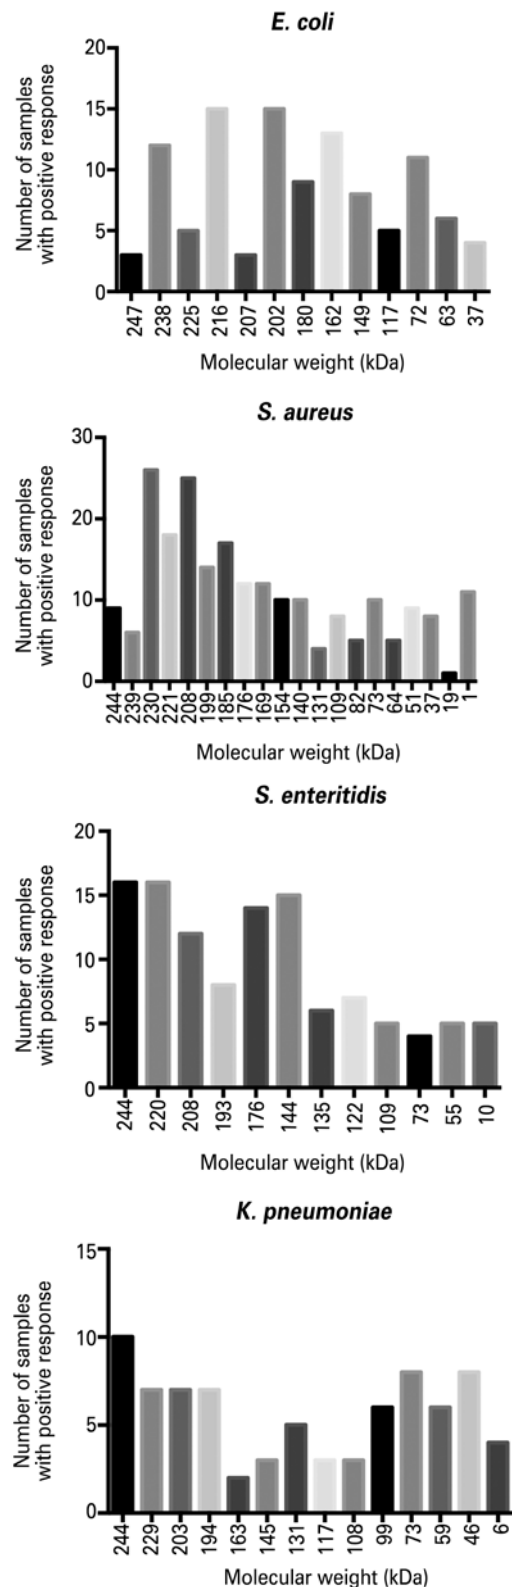 E. coli
Number of samples
with positive response
20
15
10
5
0
247 238 225 216 207 202 180 162 149 117 72 63 37
Molecular weight (kDa)
S. aureus
Number of samples
with positive response
30
20
10
0
244 239 230 221 208 199 185 176 169 154 140 131 109 82 73 64 51 37 19 1
Molecular weight (kDa)
S. enteritidis
Number of samples
with positive response
20
15
10
5
0
244 220 208 193 176 144 135 122 109 73 55 10
Molecular weight (kDa)
K. pneumoniae
Number of samples
with positive response
15
10
5
0
244 229 203 194 163 145 131 117 108 99 73 59 46 6
Molecular weight (kDa)